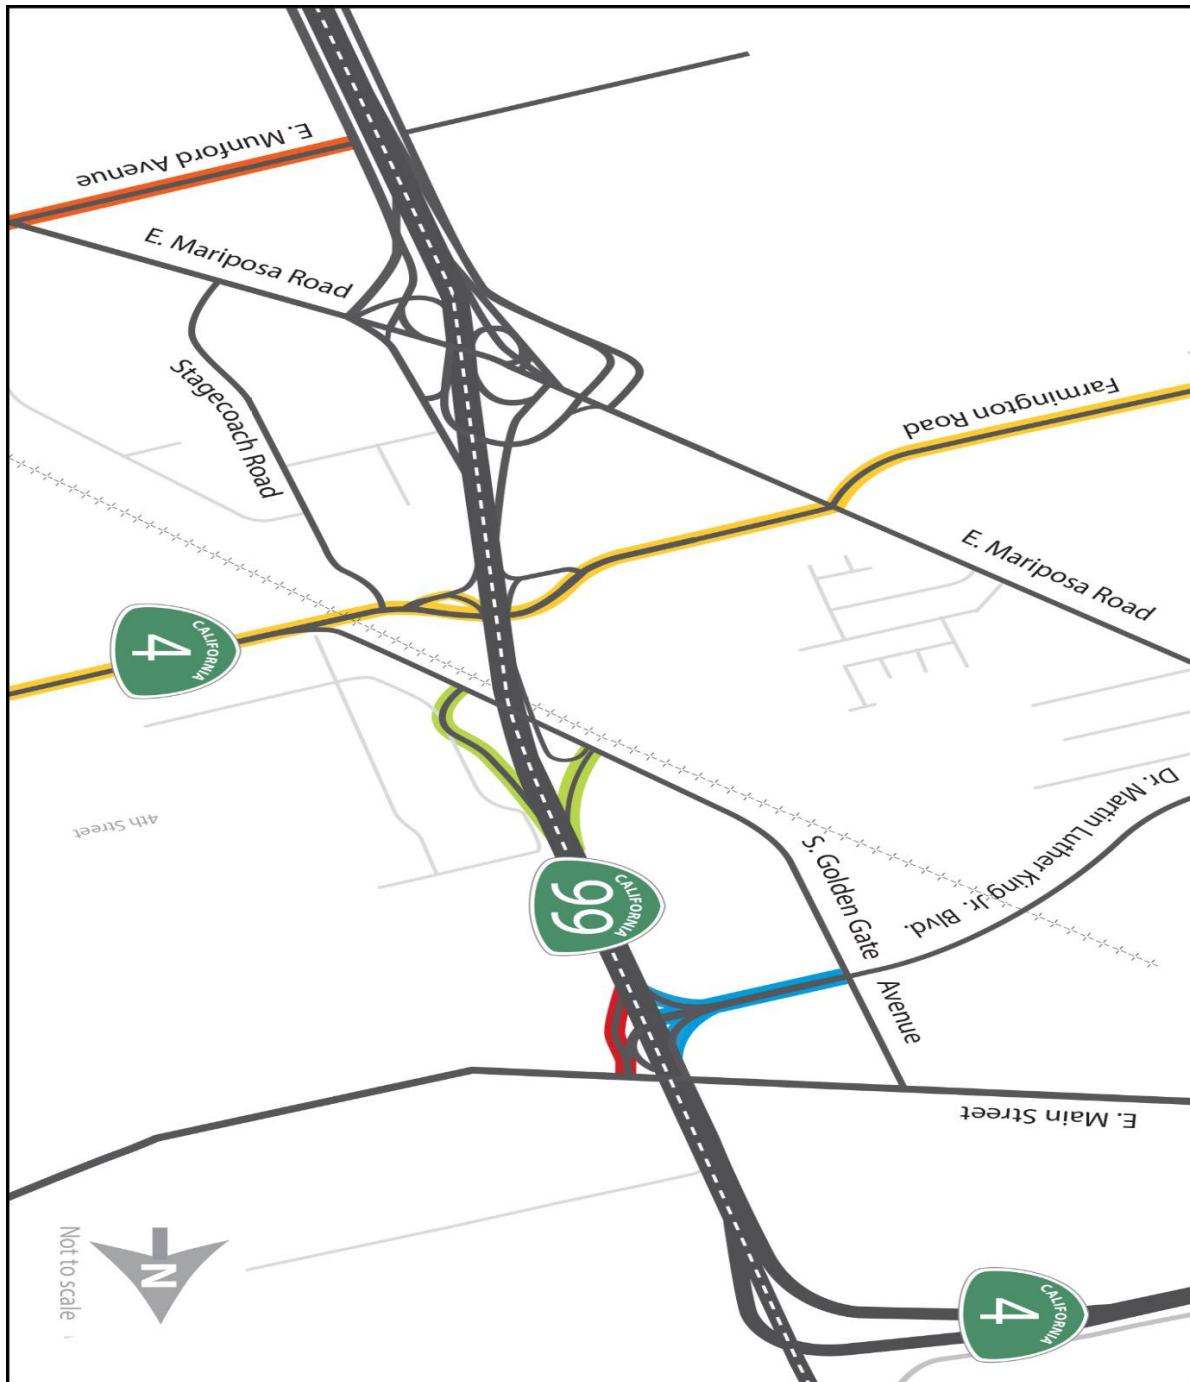 E. Munford Avenue
E. Mariposa Road
Stagecoach Road
Farmington Road
E. Mariposa Road
CALIFORNIA
4
4th Street
Dr. Martin Luther King Jr. Blvd.
CALIFORNIA
99
S. Golden Gate
Avenue
E. Main Street
N
Not to scale
CALIFORNIA
4